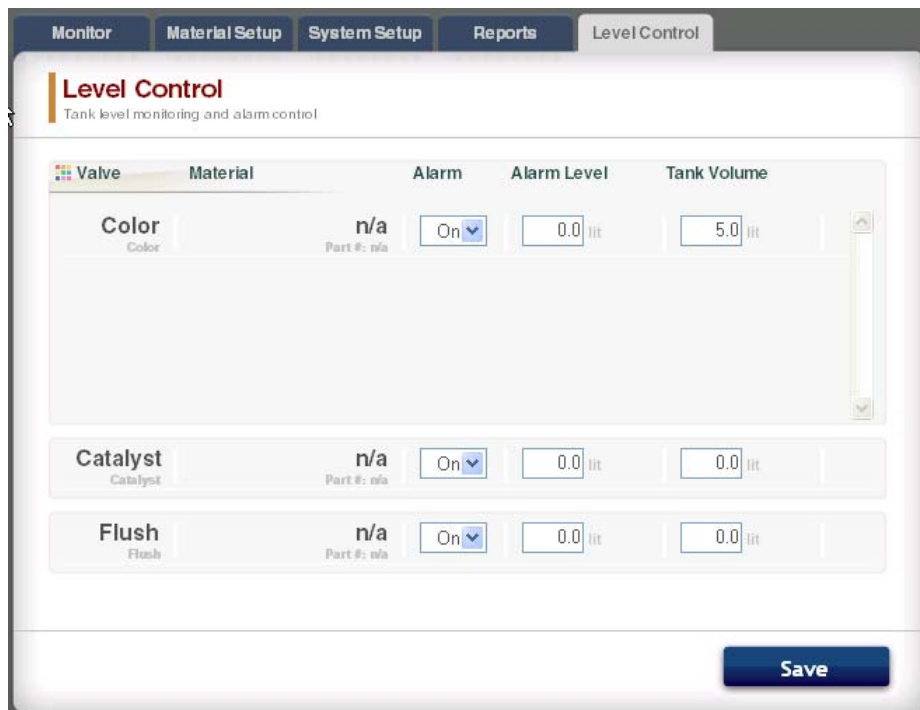 Monitor Material Setup System Setup Reports Level Control
Level Control
Tank level monitoring and alarm control
Valve Material Alarm Alarm Level Tank Volume
Color n/a On 0.0 lit 5.0 lit
Color Part #: n/a
Catalyst n/a On 0.0 lit 0.0 lit
Catalyst Part #: n/a
Flush n/a On 0.0 lit 0.0 lit
Flush Part #: n/a
Save